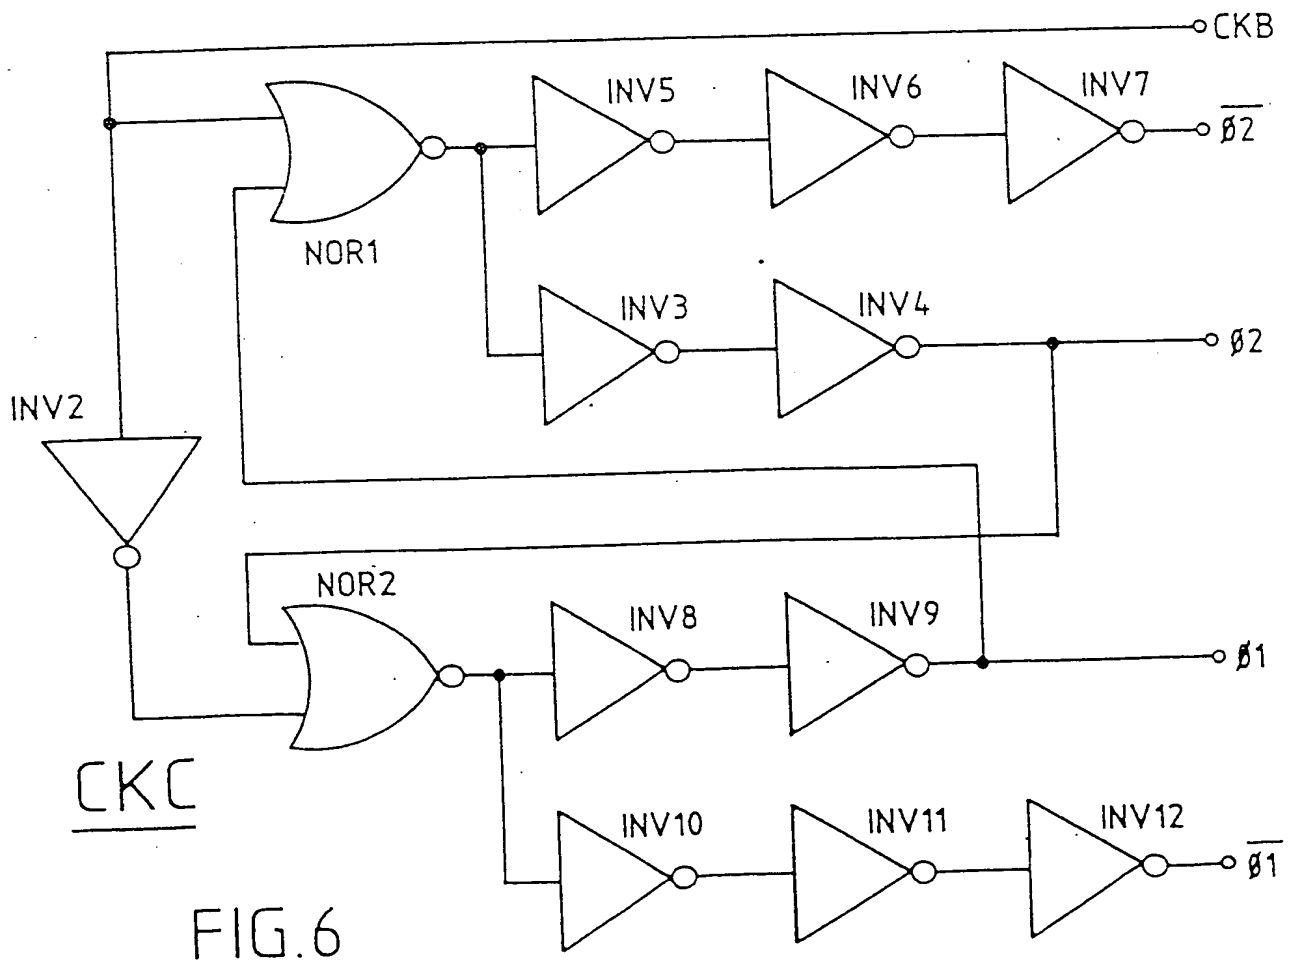 CKB
INV5
INV6
INV7
ø2̅
NOR1
INV3
INV4
ø2
INV2
NOR2
INV8
INV9
ø1
CKC
INV10
INV11
INV12
ø1̅
FIG.6